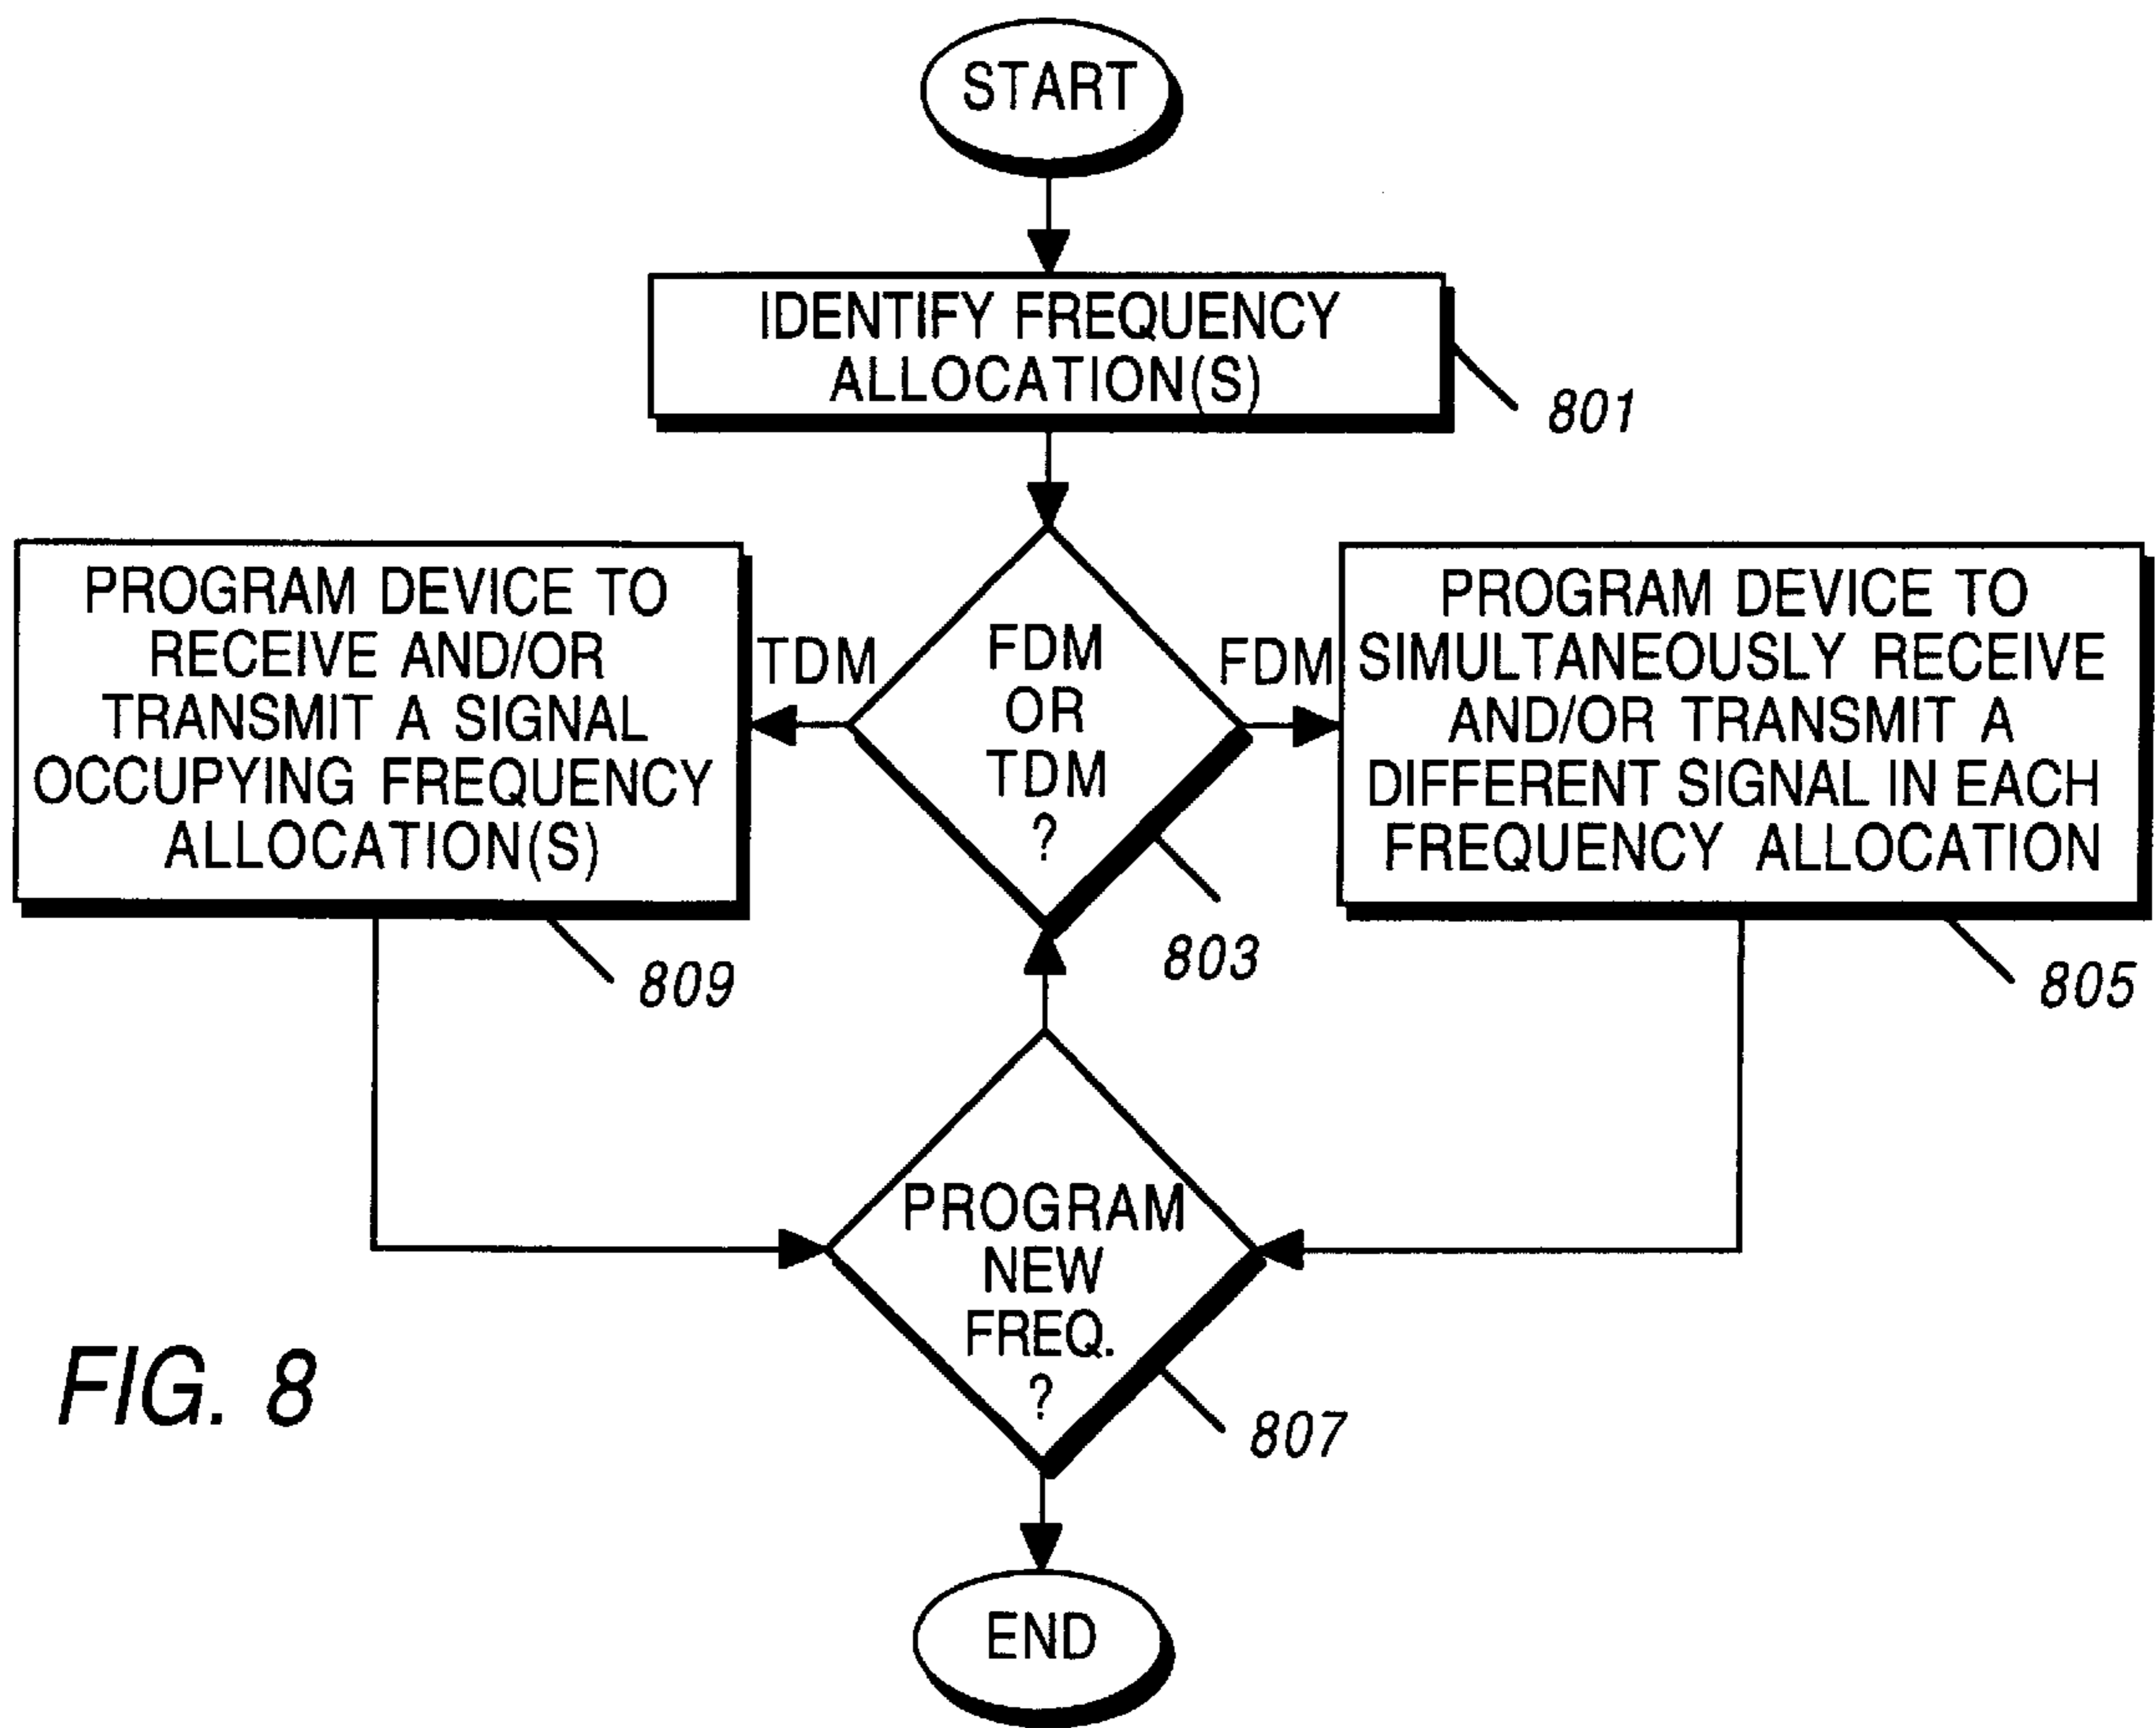 START
IDENTIFY FREQUENCY
ALLOCATION(S)
801
PROGRAM DEVICE TO
RECEIVE AND/OR
TRANSMIT A SIGNAL
OCCUPYING FREQUENCY
ALLOCATION(S)
809
TDM
FDM
OR
TDM
?
803
FDM
PROGRAM DEVICE TO
SIMULTANEOUSLY RECEIVE
AND/OR TRANSMIT A
DIFFERENT SIGNAL IN EACH
FREQUENCY ALLOCATION
805
PROGRAM
NEW
FREQ.
?
807
END
FIG. 8